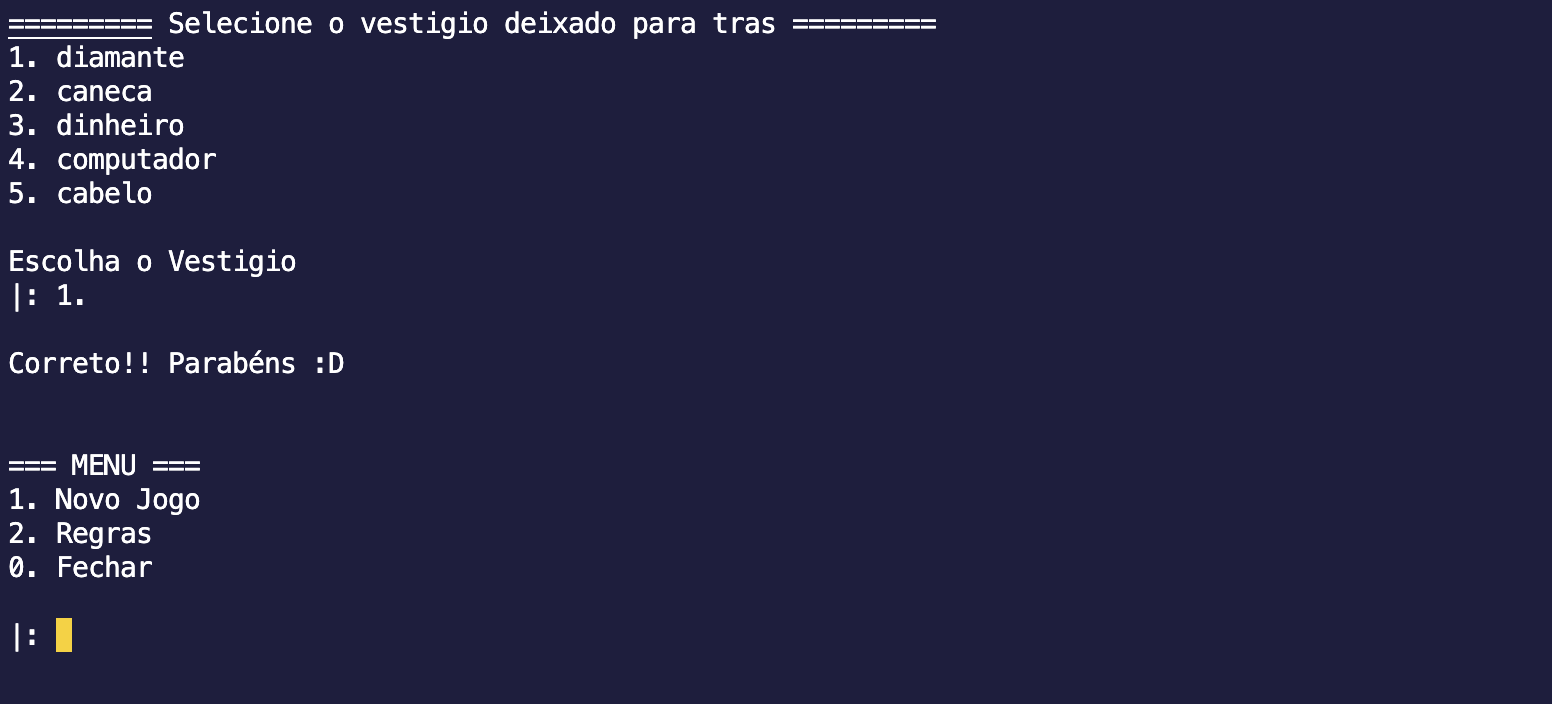 ========= Selecione o vestigio deixado para tras =========
1. diamante
2. caneca
3. dinheiro
4. computador
5. cabelo
Escolha o Vestigio
|: 1.
Correto!! Parabéns :D
=== MENU ===
1. Novo Jogo
2. Regras
0. Fechar
|: